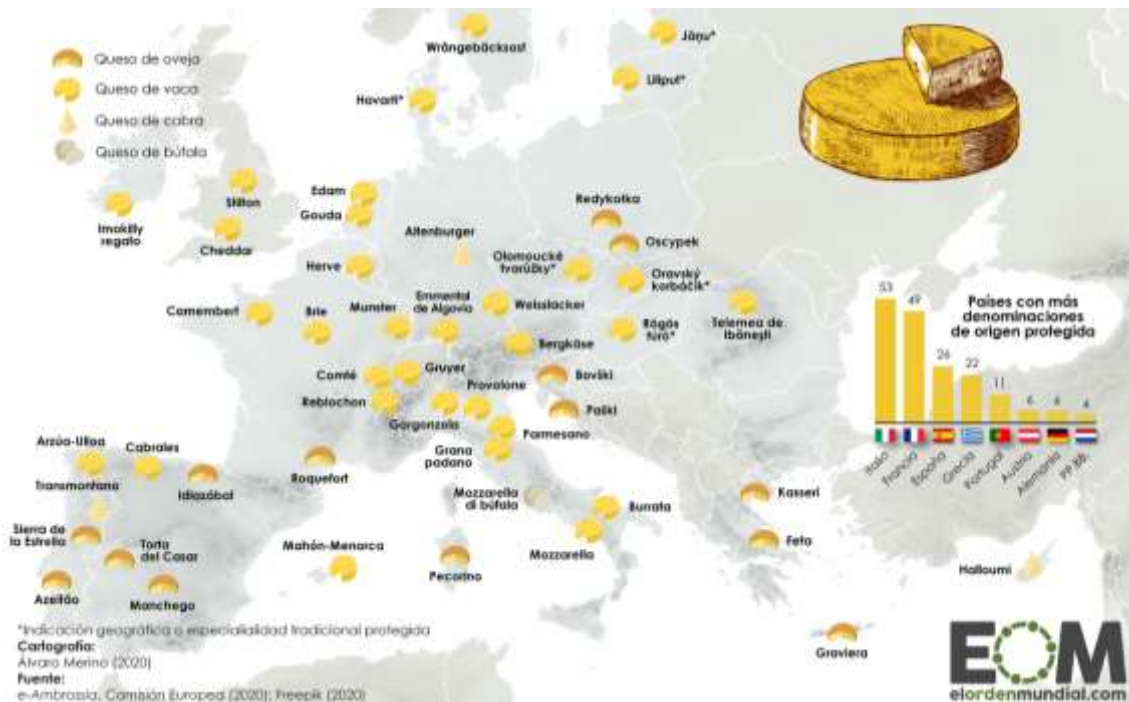 Queso de oveja
Queso de vaca
Queso de cabra
Queso de búfala
Wrångebäcksost
Jāņu*
Liliput*
Havarti*
Stilton
Imokilly
regato
Cheddar
Edam
Gouda
Altenburger
Redykołka
Oscypek
Herve
Olomoucké
tvarůžky*
Oravský
korbáčik*
Camembert
Brie
Munster
Emmental
de Algovia
Weisslacker
Telemea de
Ibăneşti
Bergkäse
Comté
Gruyer
Provolone
Bovški
Reblochon
Paški
Gorgonzola
Parmesano
Grana
padano
Arzúa-Ulloa
Cabrales
Transmontano
Idiazábal
Roquefort
Mozzarella
di búfala
Burrata
Kasseri
Sierra de
la Estrella
Torta
del Casar
Mahón-Menorca
Mozzarella
Feta
Azeitão
Manchego
Pecorino
Halloumi
Graviera
Países con más
denominaciones
de origen protegida
53
49
26
22
11
6
6
4
Italia
Francia
España
Grecia
Portugal
Austria
Alemania
PP BB.
*Indicación geográfica o especialialidad tradicional protegida
Cartografía:
Álvaro Merino (2020)
Fuente:
e-Ambrossia, Comisión Europea (2020); Freepik (2020)
EOM
elordenmundial.com